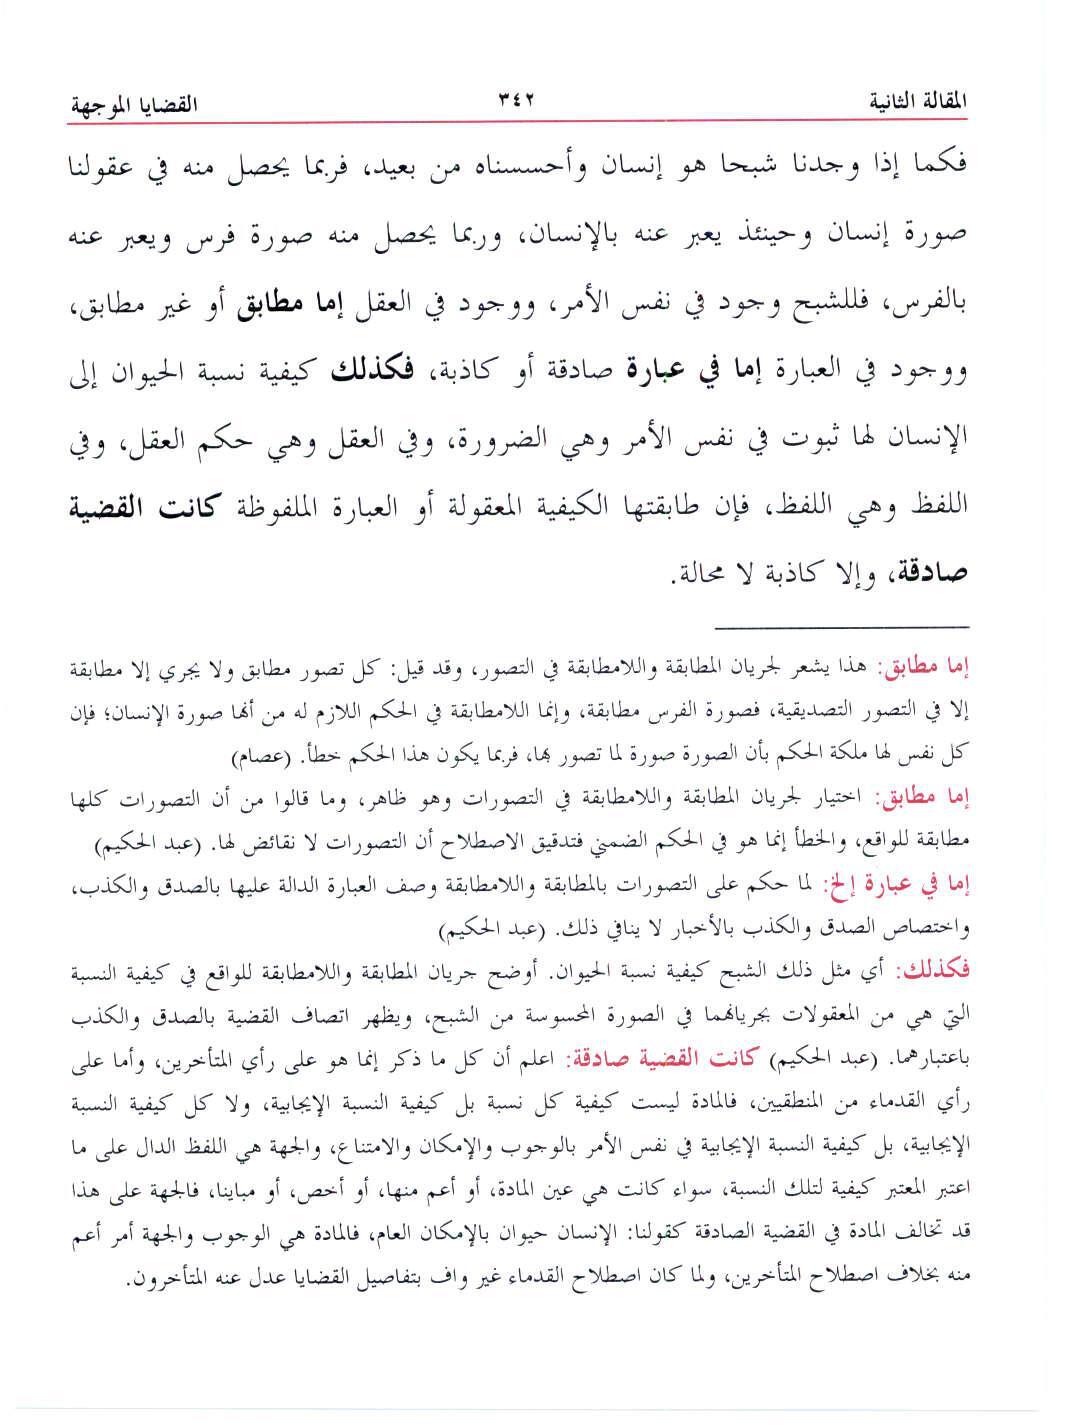 المقالة الثانية ٣٤٢ القضايا الموجهة
فكما إذا وجدنا شبحا هو إنسان وأحسسناه من بعيد، فربما يحصل منه في عقولنا
صورة إنسان وحينئذ يعبر عنه بالإنسان، وربما يحصل منه صورة فرس ويعبر عنه
بالفرس، فللشبح وجود في نفس الأمر، ووجود في العقل إما مطابق أو غير مطابق،
ووجود في العبارة إما في عبارة صادقة أو كاذبة، فكذلك كيفية نسبة الحيوان إلى
الإنسان لها ثبوت في نفس الأمر وهي الضرورة، وفي العقل وهي حكم العقل، وفي
اللفظ وهي اللفظ، فإن طابقتها الكيفية المعقولة أو العبارة الملفوظة كانت القضية
صادقة، وإلا كاذبة لا محالة.
إما مطابق: هذا يشعر لجريان المطابقة واللامطابقة في التصور، وقد قيل: كل تصور مطابق ولا يجري إلا مطابقة
إلا في التصور التصديقية، فصورة الفرس مطابقة، وإنما اللامطابقة في الحكم اللازم له من أنها صورة الإنسان؛ فإن
كل نفس لها ملكة الحكم بأن الصورة صورة لما تصور بها، فربما يكون هذا الحكم خطأ. (عصام)
إما مطابق: اختيار لجريان المطابقة واللامطابقة في التصورات وهو ظاهر، وما قالوا من أن التصورات كلها
مطابقة للواقع، والخطأ إنما هو في الحكم الضمني فتدقيق الاصطلاح أن التصورات لا نقائض لها. (عبد الحكيم)
إما في عبارة إلخ: لما حكم على التصورات بالمطابقة واللامطابقة وصف العبارة الدالة عليها بالصدق والكذب،
واختصاص الصدق والكذب بالأخبار لا ينافي ذلك. (عبد الحكيم)
فكذلك: أي مثل ذلك الشبح كيفية نسبة الحيوان. أوضح جريان المطابقة واللامطابقة للواقع في كيفية النسبة
التي هي من المعقولات بجريانهما في الصورة المحسوسة من الشبح، ويظهر اتصاف القضية بالصدق والكذب
باعتبارهما. (عبد الحكيم) كانت القضية صادقة: اعلم أن كل ما ذكر إنما هو على رأي المتأخرين، وأما على
رأي القدماء من المنطقيين، فالمادة ليست كيفية كل نسبة بل كيفية النسبة الإيجابية، ولا كل كيفية النسبة
الإيجابية، بل كيفية النسبة الإيجابية في نفس الأمر بالوجوب والإمكان والامتناع، والجهة هي اللفظ الدال على ما
اعتبر المعتبر كيفية لتلك النسبة، سواء كانت هي عين المادة، أو أعم منها، أو أخص، أو مباينا، فالجهة على هذا
قد تخالف المادة في القضية الصادقة كقولنا: الإنسان حيوان بالإمكان العام، فالمادة هي الوجوب والجهة أمر أعم
منه بخلاف اصطلاح المتأخرين، ولما كان اصطلاح القدماء غير واف بتفاصيل القضايا عدل عنه المتأخرون.